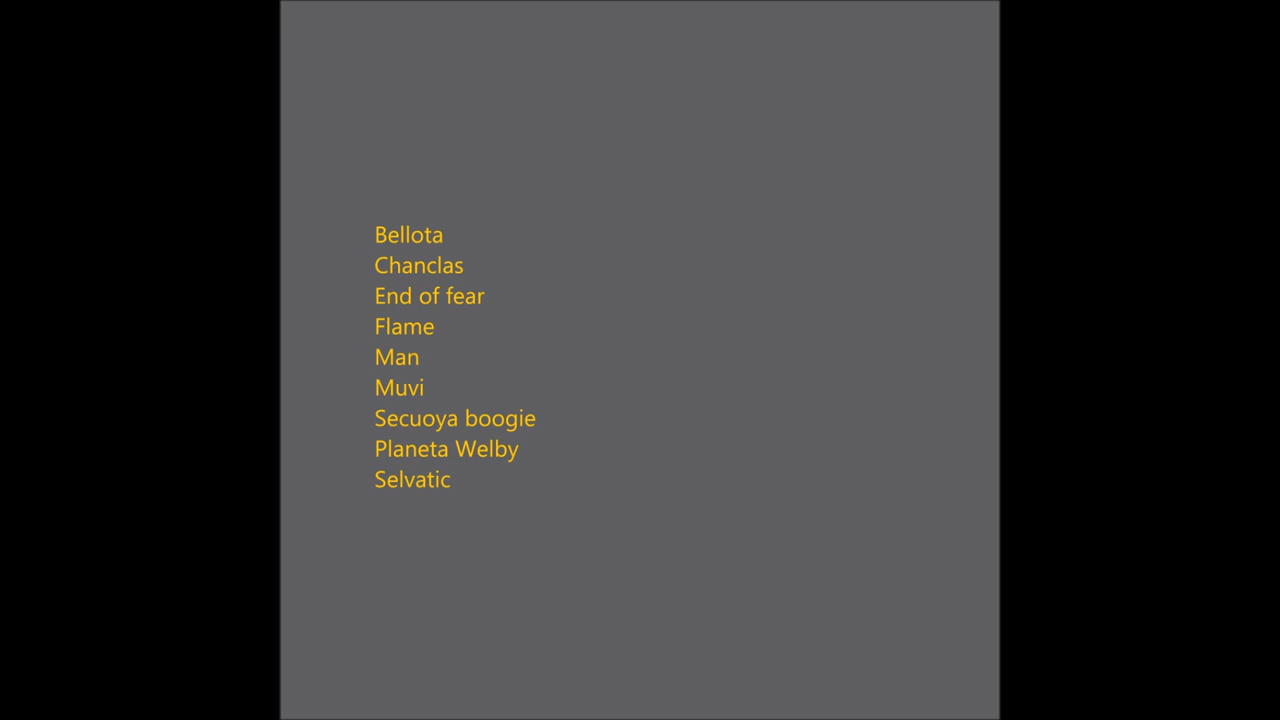 Bellota
Chanclas
End of fear
Flame
Man
Muvi
Secuoya boogie
Planeta Welby
Selvatic